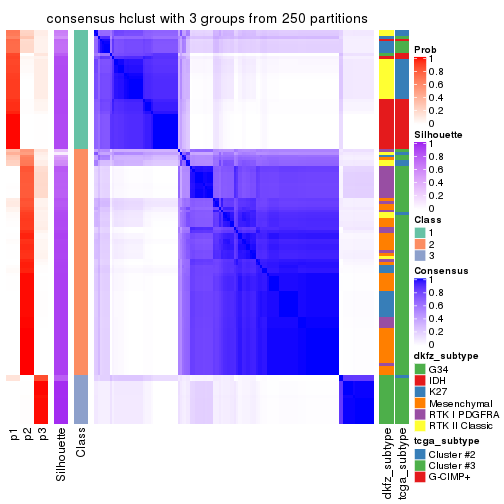 consensus hclust with 3 groups from 250 partitions
Prob
1
0.8
0.6
0.4
0.2
0
Silhouette
1
0.8
0.6
0.4
0.2
0
Class
1
2
3
Consensus
1
0.8
0.6
0.4
0.2
0
dkfz_subtype
G34
IDH
K27
Mesenchymal
RTK I PDGFRA
RTK II Classic
tcga_subtype
Cluster #2
Cluster #3
G-CIMP+
p1
p2
p3
Silhouette
Class
dkfz_subtype
tcga_subtype